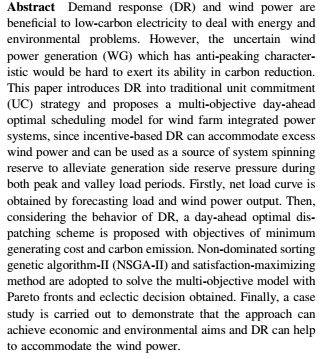 Abstract Demand response (DR) and wind power are
beneficial to low-carbon electricity to deal with energy and
environmental problems. However, the uncertain wind
power generation (WG) which has anti-peaking character-
istic would be hard to exert its ability in carbon reduction.
This paper introduces DR into traditional unit commitment
(UC) strategy and proposes a multi-objective day-ahead
optimal scheduling model for wind farm integrated power
systems, since incentive-based DR can accommodate excess
wind power and can be used as a source of system spinning
reserve to alleviate generation side reserve pressure during
both peak and valley load periods. Firstly, net load curve is
obtained by forecasting load and wind power output. Then,
considering the behavior of DR, a day-ahead optimal dis-
patching scheme is proposed with objectives of minimum
generating cost and carbon emission. Non-dominated sorting
genetic algorithm-II (NSGA-II) and satisfaction-maximizing
method are adopted to solve the multi-objective model with
Pareto fronts and eclectic decision obtained. Finally, a case
study is carried out to demonstrate that the approach can
achieve economic and environmental aims and DR can help
to accommodate the wind power.